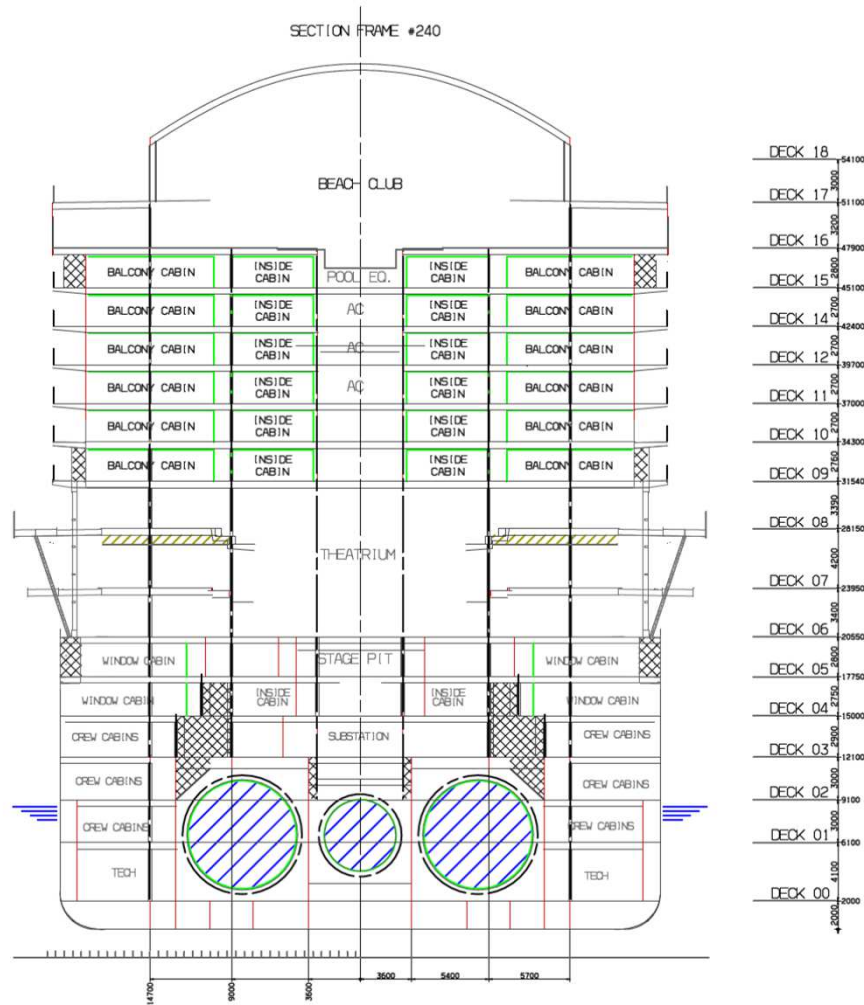 SECTION FRAME #240
BEACH CLUB
BALCONY CABIN
INSIDE
CABIN
POOL EQ.
INSIDE
CABIN
BALCONY CABIN
BALCONY CABIN
INSIDE
CABIN
AC
INSIDE
CABIN
BALCONY CABIN
BALCONY CABIN
INSIDE
CABIN
AC
INSIDE
CABIN
BALCONY CABIN
BALCONY CABIN
INSIDE
CABIN
AC
INSIDE
CABIN
BALCONY CABIN
BALCONY CABIN
INSIDE
CABIN
INSIDE
CABIN
BALCONY CABIN
BALCONY CABIN
INSIDE
CABIN
INSIDE
CABIN
BALCONY CABIN
THEATRIUM
WINDOW CABIN
STAGE PIT
WINDOW CABIN
WINDOW CABIN
INSIDE
CABIN
INSIDE
CABIN
WINDOW CABIN
CREW CABINS
SUBSTATION
CREW CABINS
CREW CABINS
CREW CABINS
CREW CABINS
CREW CABINS
TECH
TECH
14700
9000
3600
3600
5400
5700
DECK 18
54100
3000
DECK 17
51100
3200
DECK 16
47900
2800
DECK 15
45100
2700
DECK 14
42400
2700
DECK 12
39700
2700
DECK 11
37000
2700
DECK 10
34300
2760
DECK 09
31540
3390
DECK 08
28150
4200
DECK 07
23950
3400
DECK 06
20550
2800
DECK 05
17750
2750
DECK 04
15000
2900
DECK 03
12100
3000
DECK 02
9100
3000
DECK 01
6100
4100
DECK 00
2000
2000